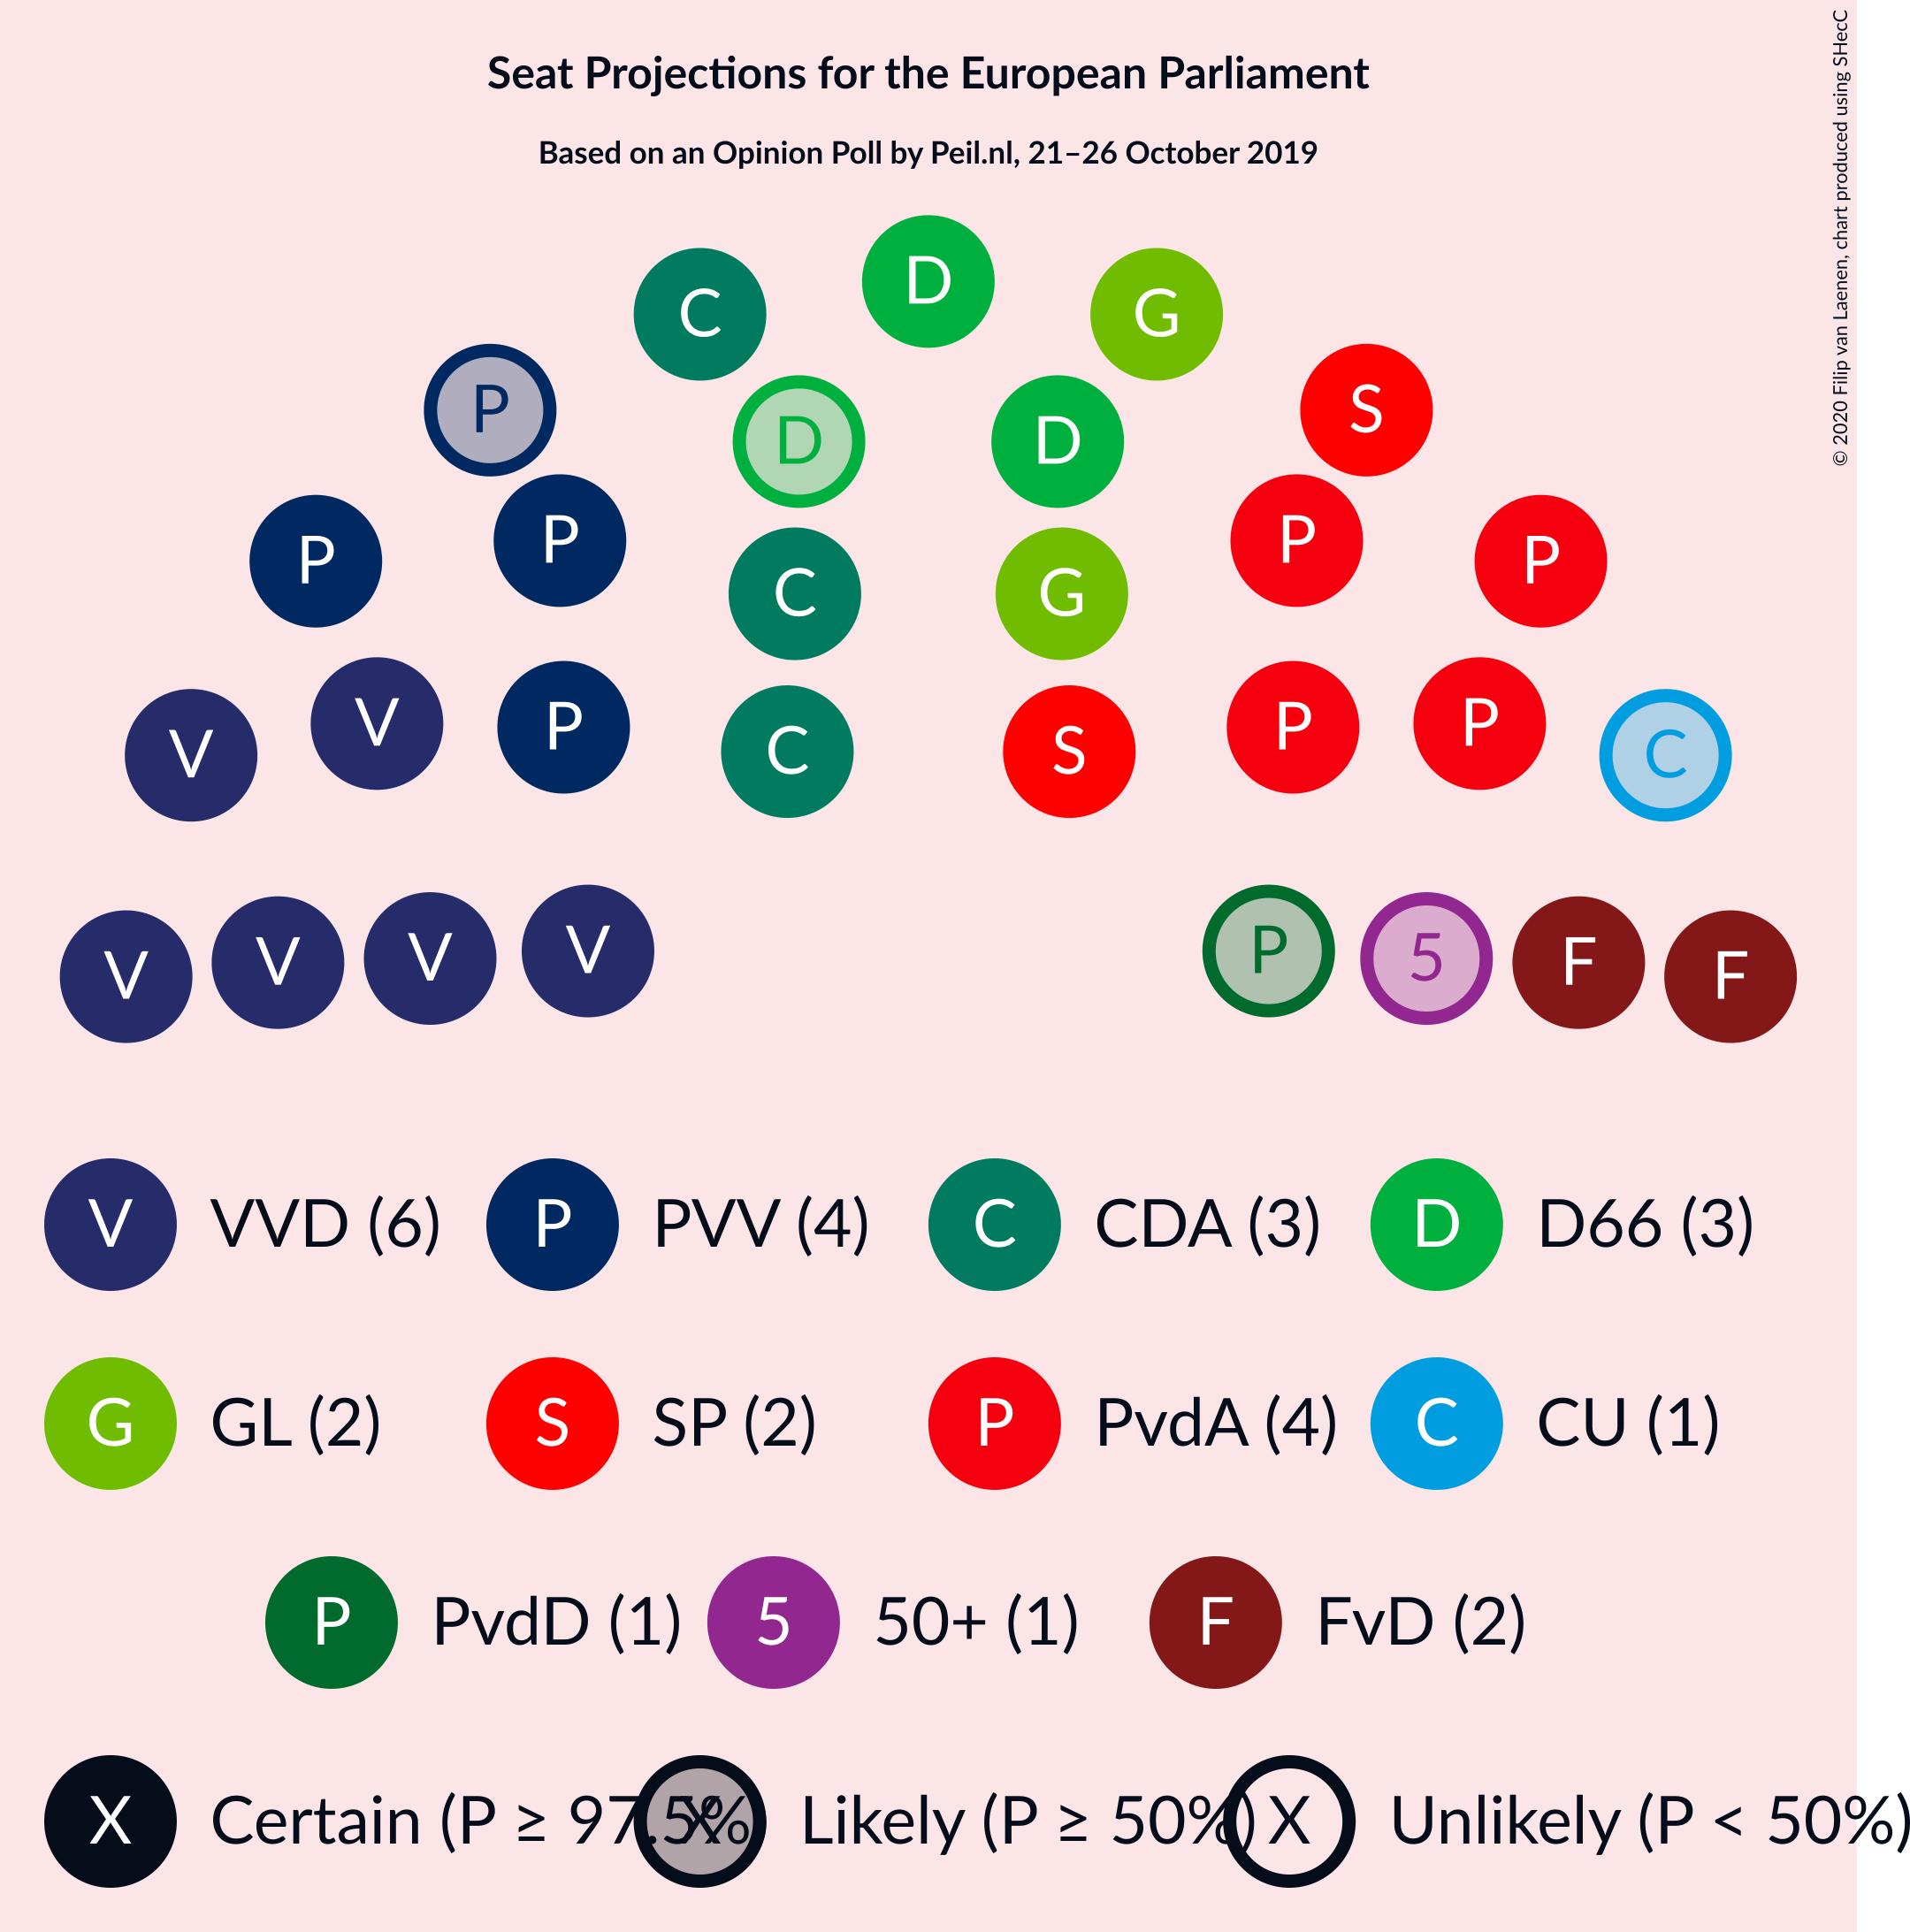 Seat Projections for the European Parliament
Based on an Opinion Poll by Peil.nl, 21–26 October 2019
© 2020 Filip van Laenen, chart produced using SHecC
D
C G
P S
D D
P P
P P
C G
V V P P P C
C S
V V V V P 5 F F
V VVD (6) P PVV (4) C CDA (3) D D66 (3)
G GL (2) S SP (2) P PvdA (4) C CU (1)
P PvdD (1) 5 50+ (1) F FvD (2)
X Certain (P ≥ 97.5% X Likely (P ≥ 50%) X Unlikely (P < 50%)